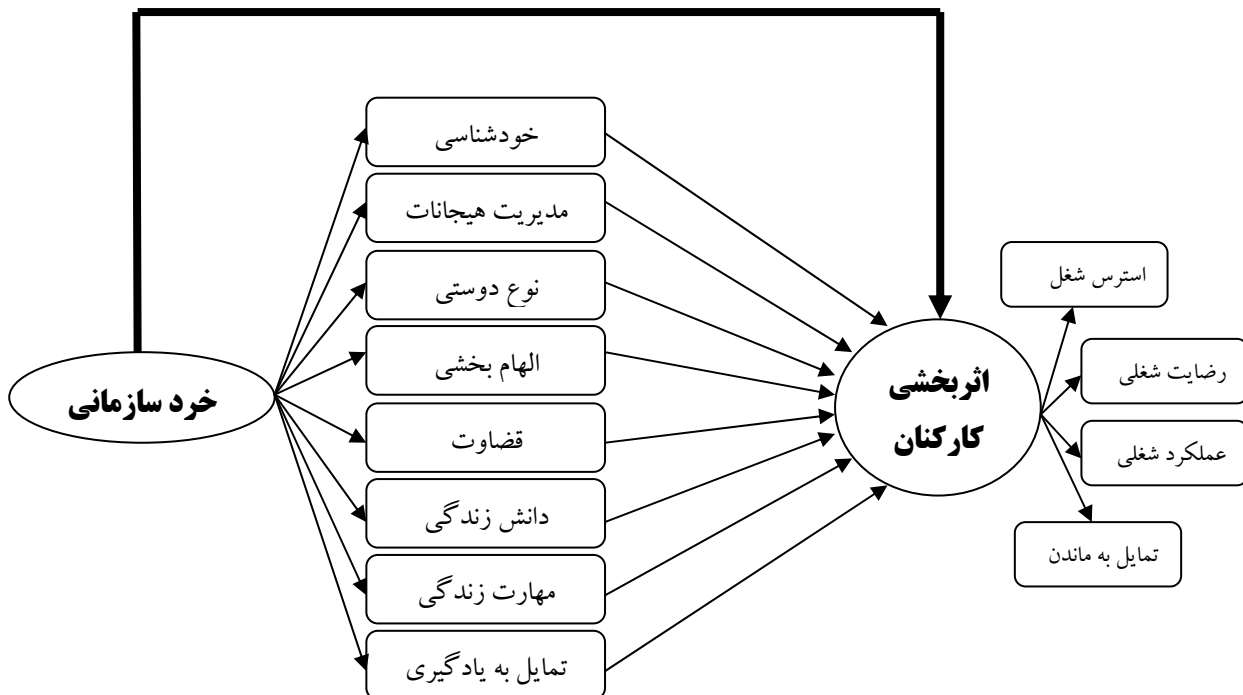 خودشناسی
مدیریت هیجانات
نوع دوستی
الهام بخشی
قضاوت
دانش زندگی
مهارت زندگی
تمایل به یادگیری
خرد سازمانی
اثربخشی
کارکنان
استرس شغل
رضایت شغلی
عملکرد شغلی
تمایل به ماندن